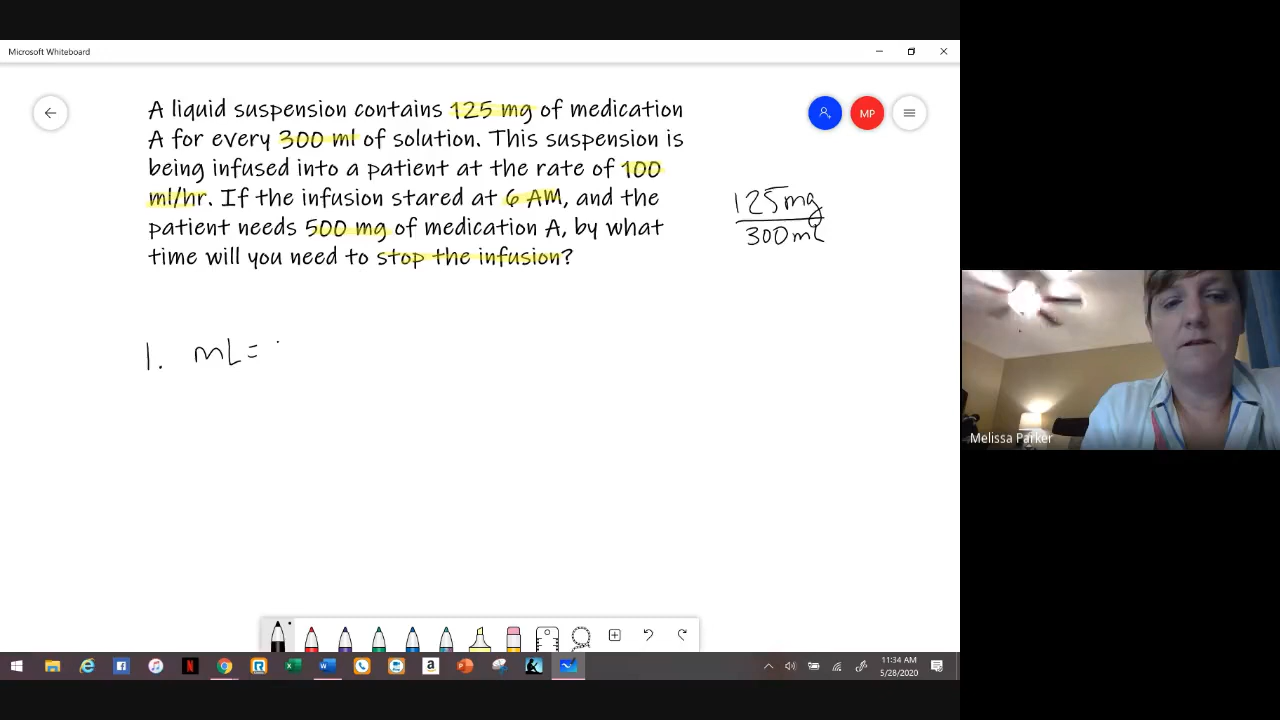 Microsoft Whiteboard
A liquid suspension contains 125 mg of medication
A for every 300 ml of solution. This suspension is
being infused into a patient at the rate of 100
ml/hr. If the infusion stared at 6 AM, and the
patient needs 500 mg of medication A, by what
time will you need to stop the infusion?
MP
125mg
300mL
1. mL=
Melissa Parker
11:34 AM
5/28/2020